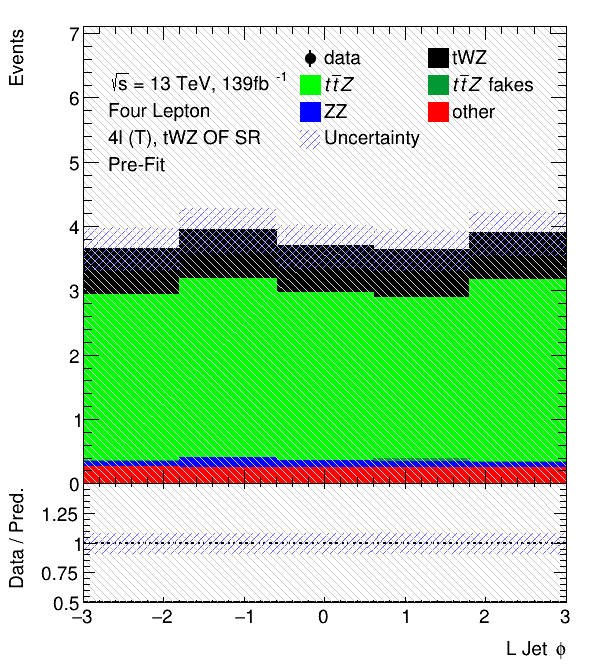 Events
7
6
5
4
3
2
1
0
√s = 13 TeV, 139fb⁻¹
Four Lepton
4l (T), tWZ OF SR
Pre-Fit
data
tWZ
tt̄Z
tt̄Z fakes
ZZ
other
Uncertainty
Data / Pred.
1.25
1
0.75
0.5
−3 −2 −1 0 1 2 3
L Jet ϕ